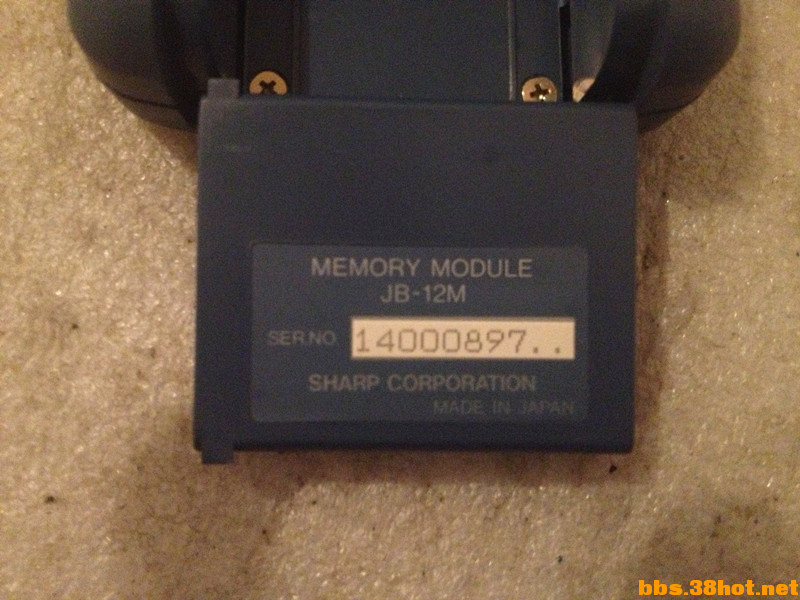 MEMORY MODULE
JB-12M
SER.NO. 14000897..
SHARP CORPORATION
MADE IN JAPAN
bbs.38hot.net